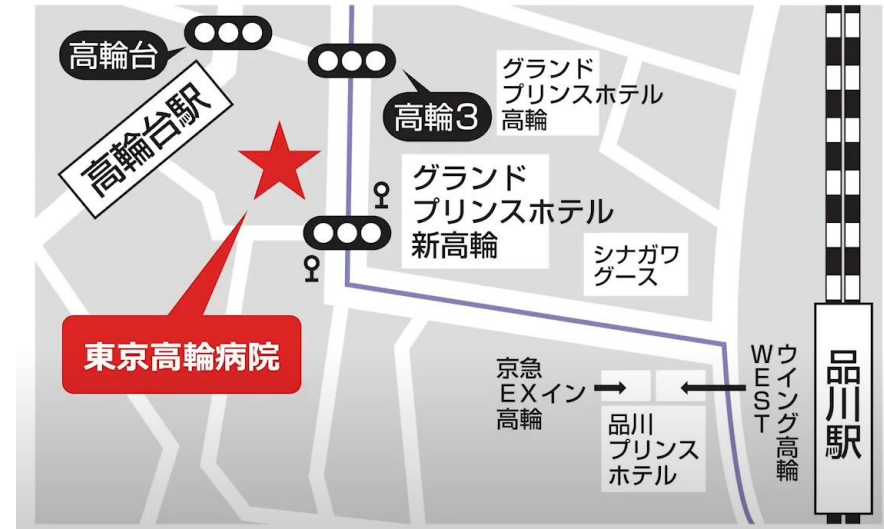 高輪台
高輪台駅
高輪3
グランド
プリンスホテル
高輪
グランド
プリンスホテル
新高輪
シナガワ
グース
東京高輪病院
京急
EXイン
高輪
ウイング高輪
WEST
品川
プリンス
ホテル
品川駅